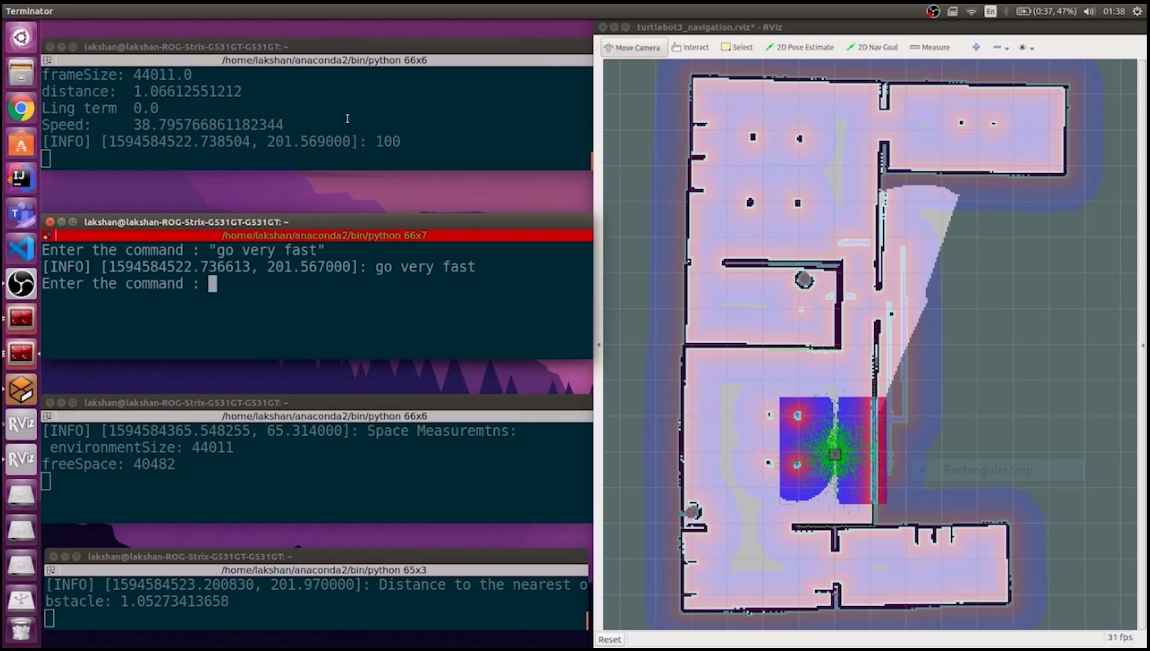 Terminator
En
(0:37, 47%)
01:38
lakshan@lakshan-ROG-Strix-G531GT-G531GT: ~
/home/lakshan/anaconda2/bin/python 66x6
frameSize: 44011.0
distance:  1.06612551212
Ling term  0.0
Speed:     38.795766861182344
[INFO] [1594584522.738504, 201.569000]: 100
lakshan@lakshan-ROG-Strix-G531GT-G531GT: ~
/home/lakshan/anaconda2/bin/python 66x7
Enter the command : "go very fast"
[INFO] [1594584522.736613, 201.567000]: go very fast
Enter the command :
lakshan@lakshan-ROG-Strix-G531GT-G531GT: ~
/home/lakshan/anaconda2/bin/python 66x6
[INFO] [1594584365.548255, 65.314000]: Space Measuremtns:
 environmentSize: 44011
freeSpace: 40482
lakshan@lakshan-ROG-Strix-G531GT-G531GT: ~
/home/lakshan/anaconda2/bin/python 65x3
[INFO] [1594584523.200830, 201.970000]: Distance to the nearest o
bstacle: 1.05273413658
turtlebot3_navigation.rviz* - RViz
Move Camera
Interact
Select
2D Pose Estimate
2D Nav Goal
Measure
Rectangular Snip
Reset
31 fps
A
IJ
T
RViz
RViz